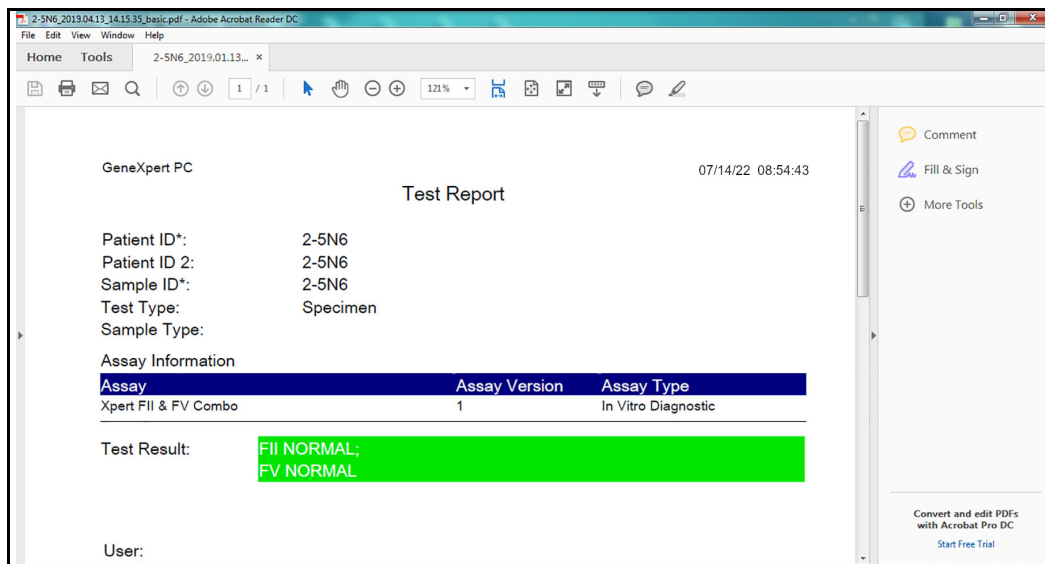 2-5N6_2019.04.13_14.15.35_basic.pdf - Adobe Acrobat Reader DC
File Edit View Window Help
Home Tools 2-5N6_2019.01.13... ×
1 / 1 121%
GeneXpert PC 07/14/22 08:54:43
Test Report
Patient ID*: 2-5N6
Patient ID 2: 2-5N6
Sample ID*: 2-5N6
Test Type: Specimen
Sample Type:
Assay Information
Assay Assay Version Assay Type
Xpert FII & FV Combo 1 In Vitro Diagnostic
Test Result: FII NORMAL;
FV NORMAL
User:
Comment
Fill & Sign
More Tools
Convert and edit PDFs
with Acrobat Pro DC
Start Free Trial